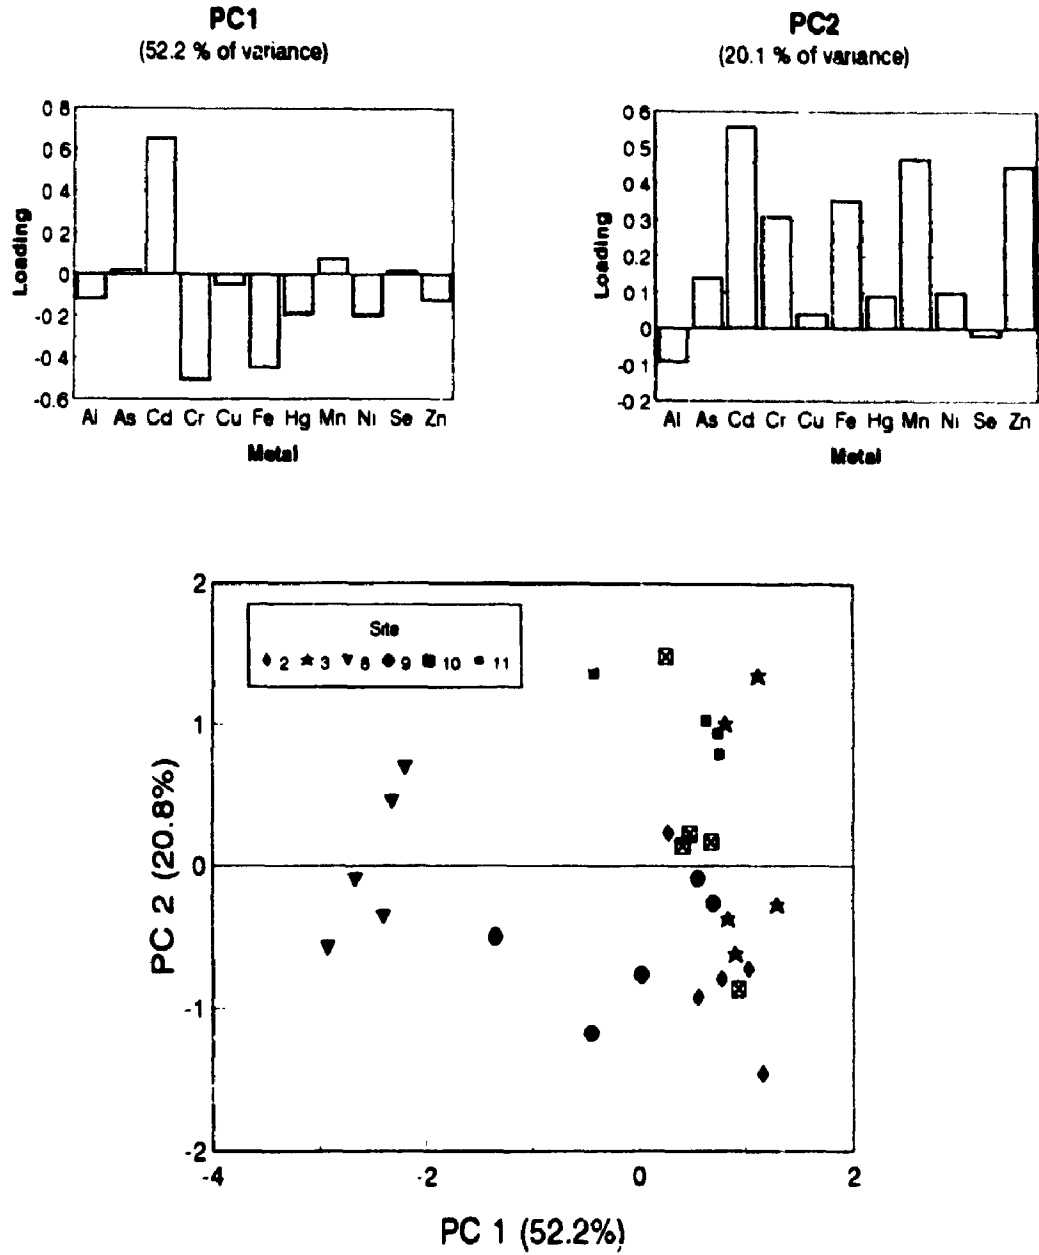 PC1
(52.2 % of variance)
0 8
0 6
0 4
0 2
0
-0 2
-0 4
-0.6
Loading
Al As Cd Cr Cu Fe Hg Mn Ni Se Zn
Metal
PC2
(20.1 % of variance)
0 6
0 5
0 4
0.3
0.2
0 1
0
-0 1
-0 2
Loading
Al As Cd Cr Cu Fe Hg Mn Ni Se Zn
Metal
2
1
0
-1
-2
PC 2 (20.8%)
Site
2 3 8 9 10 11
-4 -2 0 2
PC 1 (52.2%)